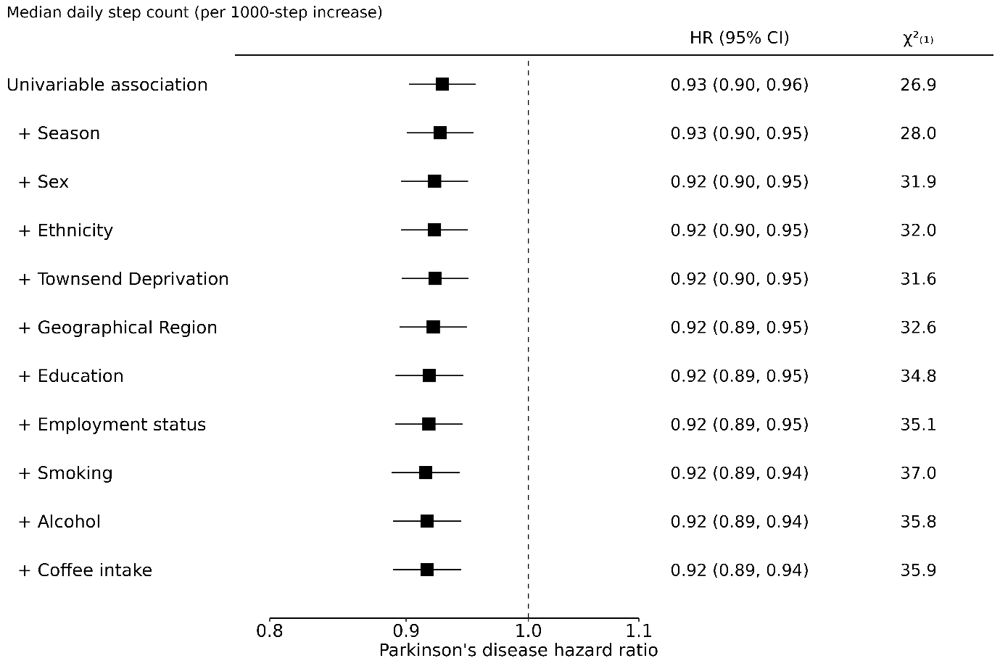 Median daily step count (per 1000-step increase)
HR (95% CI) χ²₍₁₎
Univariable association 0.93 (0.90, 0.96) 26.9
+ Season 0.93 (0.90, 0.95) 28.0
+ Sex 0.92 (0.90, 0.95) 31.9
+ Ethnicity 0.92 (0.90, 0.95) 32.0
+ Townsend Deprivation 0.92 (0.90, 0.95) 31.6
+ Geographical Region 0.92 (0.89, 0.95) 32.6
+ Education 0.92 (0.89, 0.95) 34.8
+ Employment status 0.92 (0.89, 0.95) 35.1
+ Smoking 0.92 (0.89, 0.94) 37.0
+ Alcohol 0.92 (0.89, 0.94) 35.8
+ Coffee intake 0.92 (0.89, 0.94) 35.9
0.8 0.9 1.0 1.1
Parkinson's disease hazard ratio